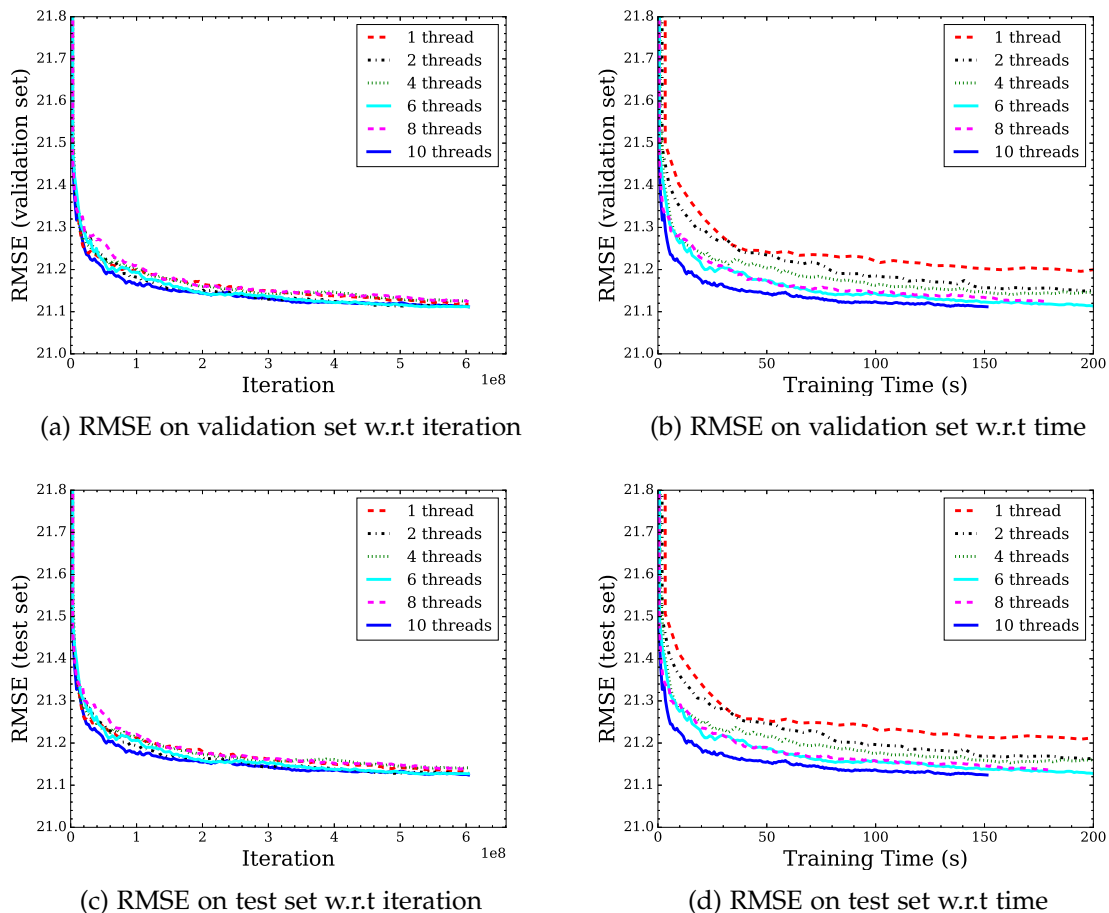 21.8
21.7
21.6
21.5
21.4
21.3
21.2
21.1
21.0
RMSE (validation set)
1 thread
2 threads
4 threads
6 threads
8 threads
10 threads
0 1 2 3 4 5 6
1e8
Iteration
(a) RMSE on validation set w.r.t iteration
21.8
21.7
21.6
21.5
21.4
21.3
21.2
21.1
21.0
RMSE (validation set)
1 thread
2 threads
4 threads
6 threads
8 threads
10 threads
0 50 100 150 200
Training Time (s)
(b) RMSE on validation set w.r.t time
21.8
21.7
21.6
21.5
21.4
21.3
21.2
21.1
21.0
RMSE (test set)
1 thread
2 threads
4 threads
6 threads
8 threads
10 threads
0 1 2 3 4 5 6
1e8
Iteration
(c) RMSE on test set w.r.t iteration
21.8
21.7
21.6
21.5
21.4
21.3
21.2
21.1
21.0
RMSE (test set)
1 thread
2 threads
4 threads
6 threads
8 threads
10 threads
0 50 100 150 200
Training Time (s)
(d) RMSE on test set w.r.t time